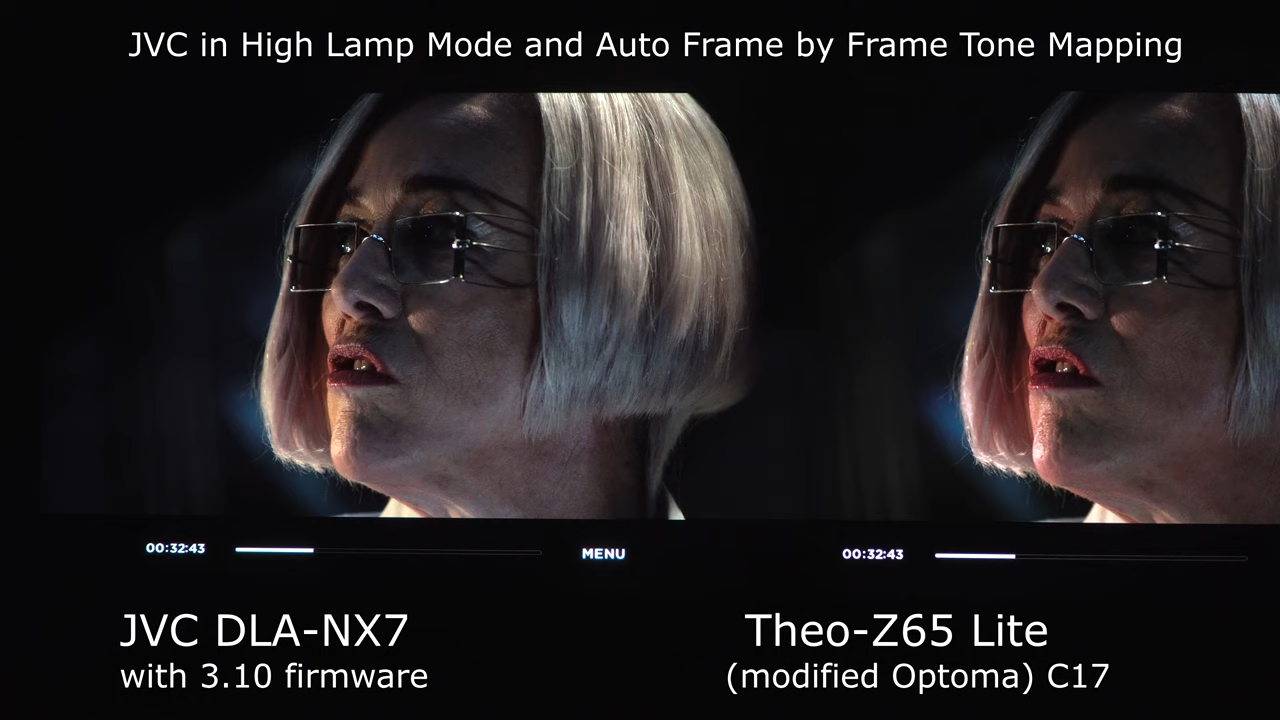 JVC in High Lamp Mode and Auto Frame by Frame Tone Mapping
00:32:43
MENU
00:32:43
JVC DLA-NX7
with 3.10 firmware
Theo-Z65 Lite
(modified Optoma) C17